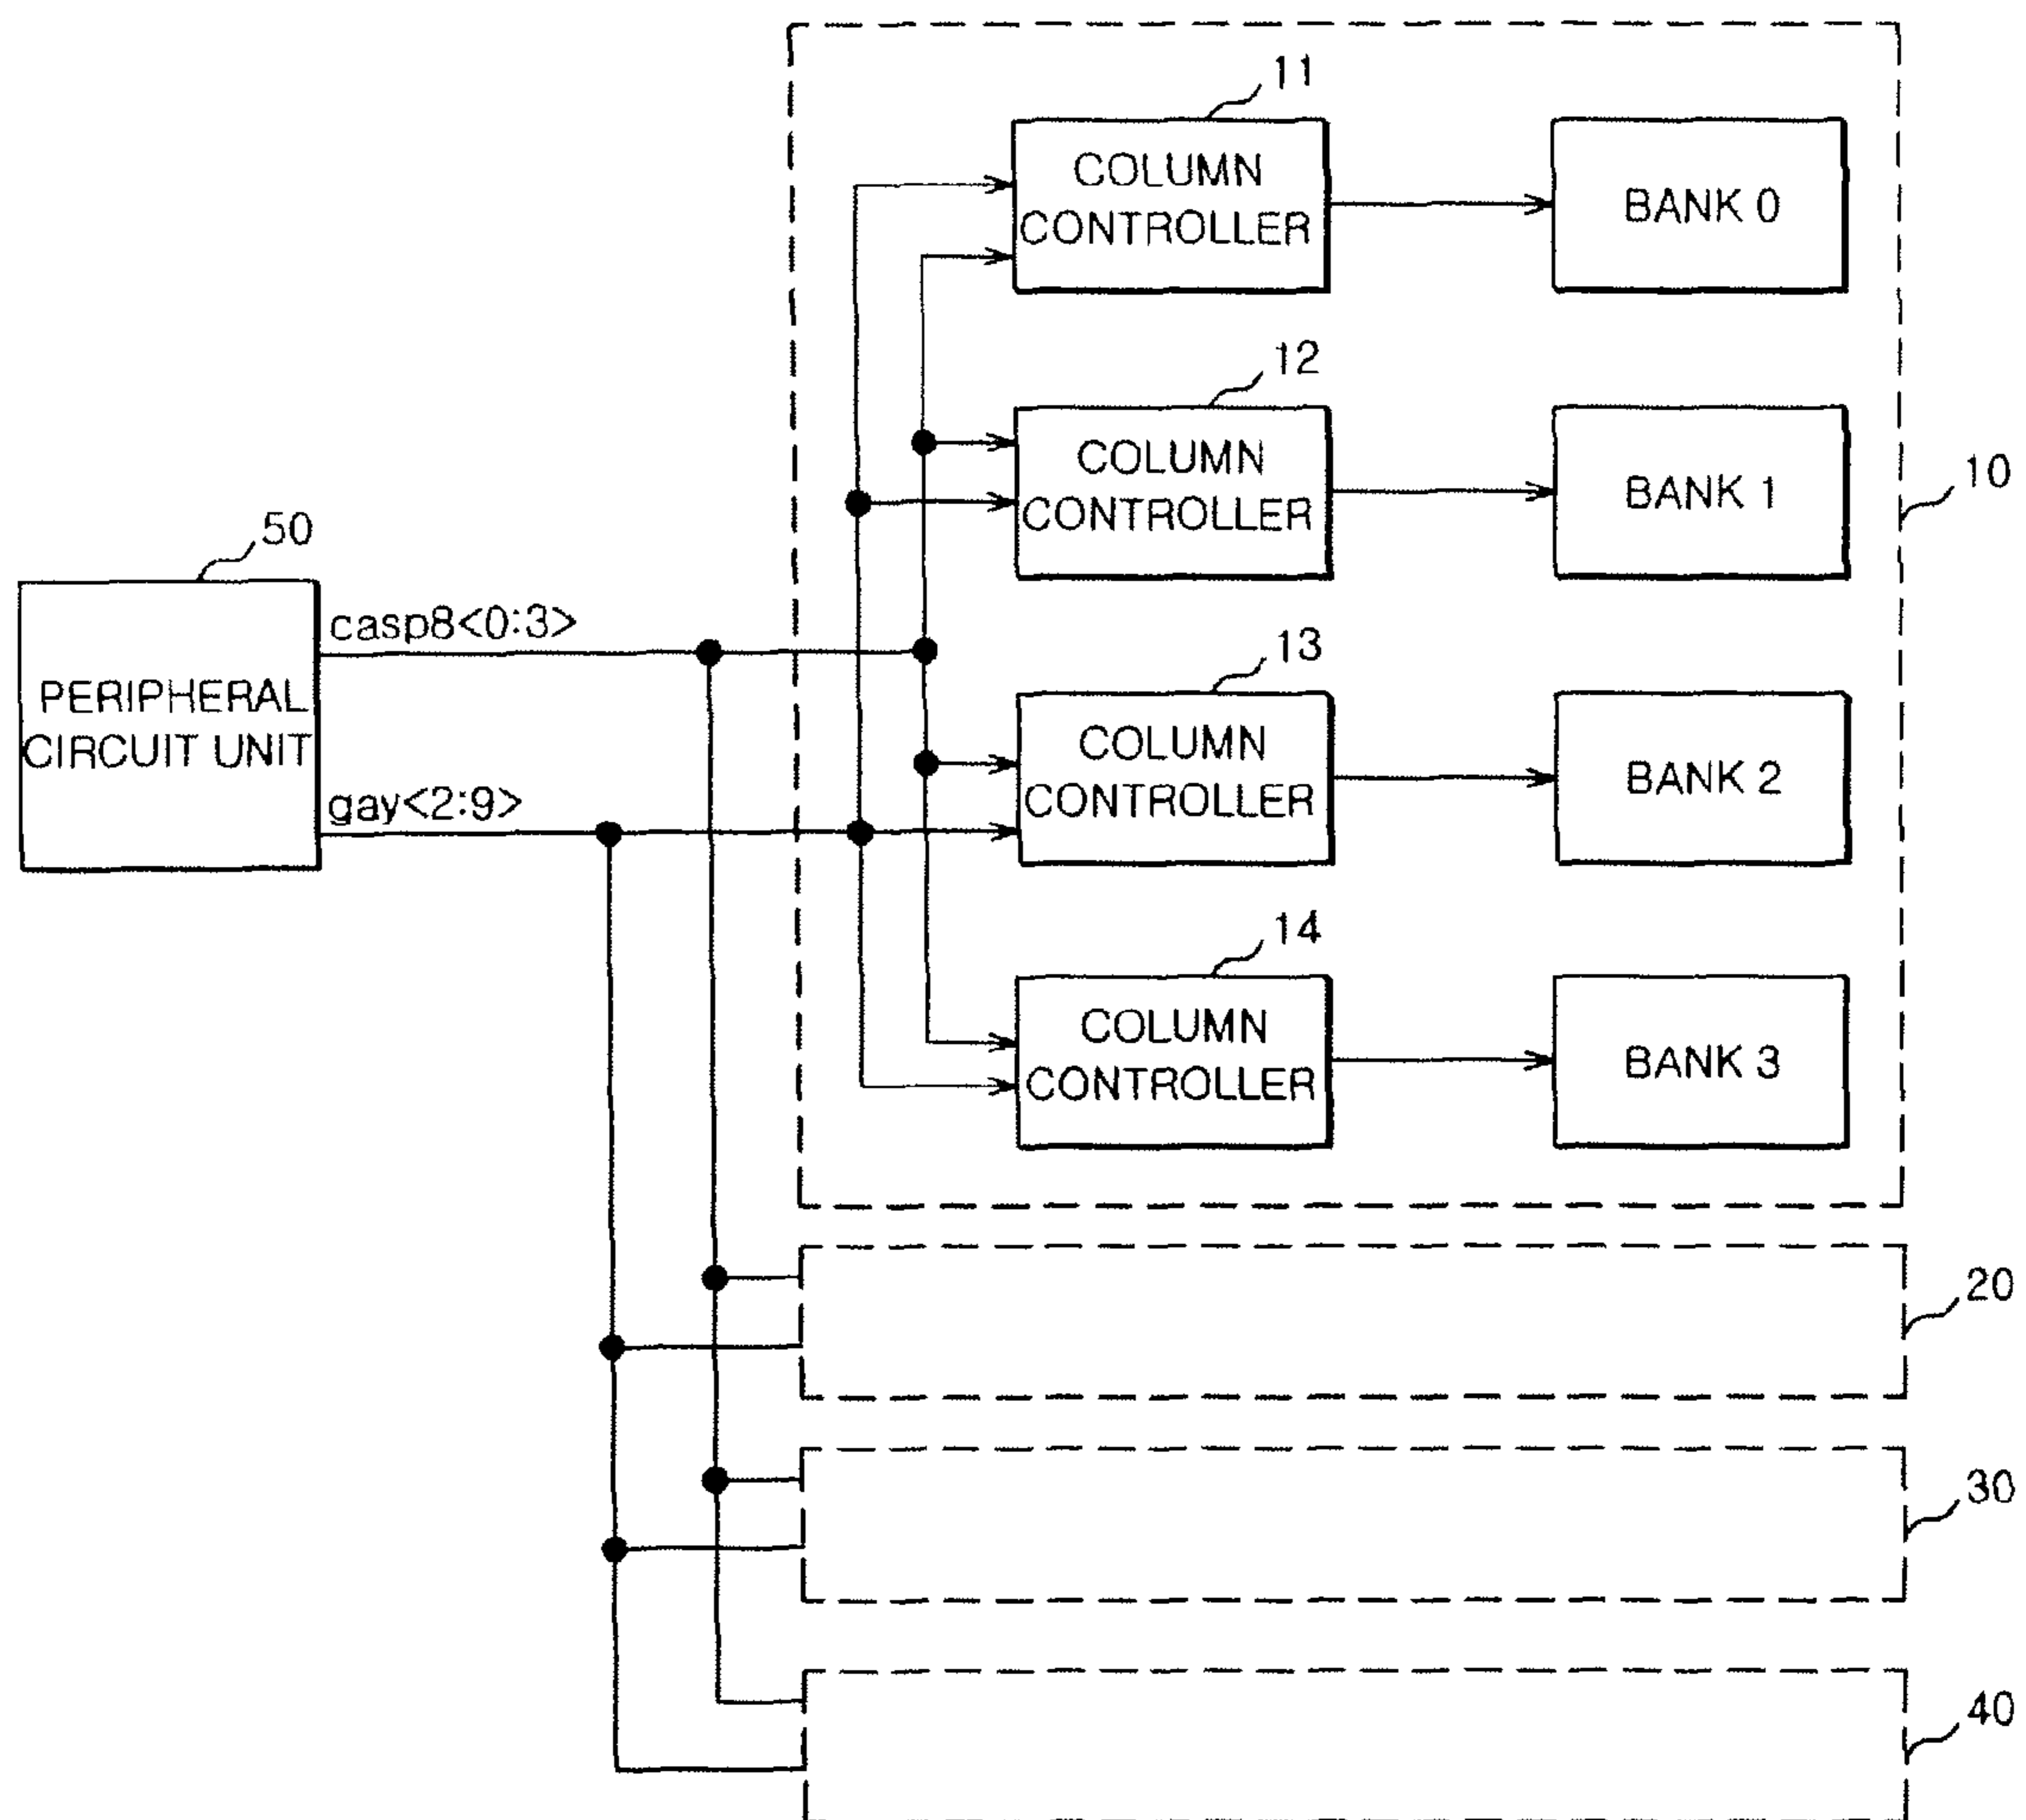 11
COLUMN
CONTROLLER
BANK 0
12
COLUMN
CONTROLLER
BANK 1
10
50
PERIPHERAL
CIRCUIT UNIT
casp8<0:3>
gay<2:9>
13
COLUMN
CONTROLLER
BANK 2
14
COLUMN
CONTROLLER
BANK 3
20
30
40